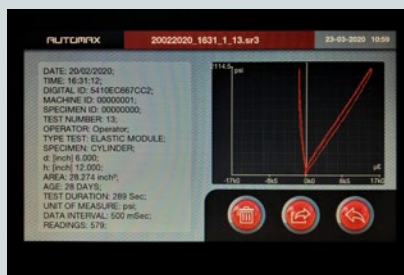 AUTOMAX
20022020_1631_1_13.sr3
23-03-2020 10:59
DATE: 20/02/2020;
TIME: 16:31:12;
DIGITAL ID: 5410EC667CC2;
MACHINE ID: 00000001;
SPECIMEN ID: 00000000;
TEST NUMBER: 13;
OPERATOR: Operator;
TYPE TEST: ELASTIC MODULE;
SPECIMEN: CYLINDER;
d: [inch] 6.000;
h: [inch] 12.000;
AREA: 28.274 inch²;
AGE: 28 DAYS;
TEST DURATION: 289 Sec;
UNIT OF MEASURE: psi;
DATA INTERVAL: 500 mSec;
READINGS: 579;
2114.5 psi
µE
-17k0 -8k5 0k0 8k5 17k0